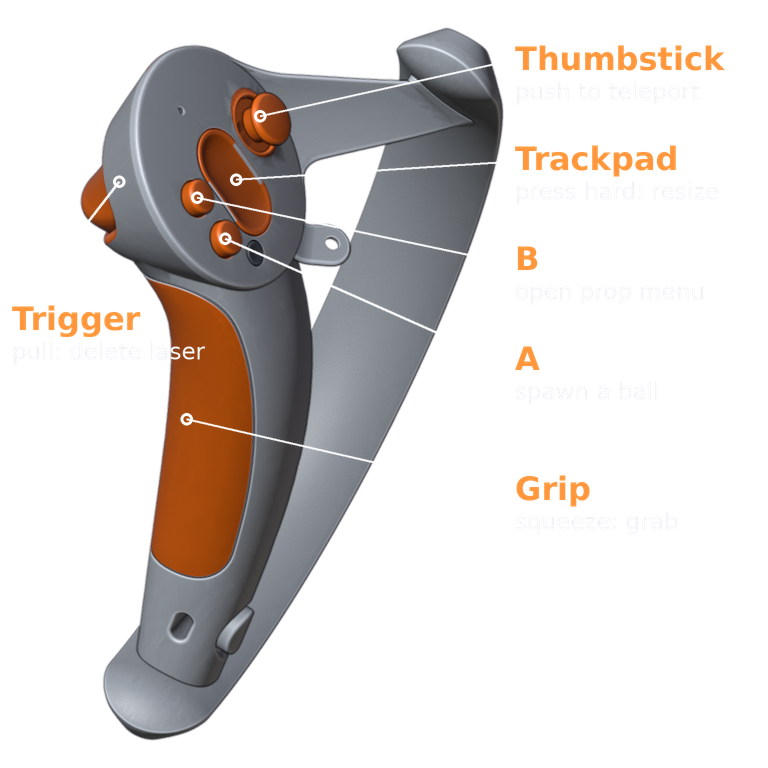 Thumbstick
push to teleport
Trackpad
press hard: resize
B
open prop menu
Trigger
pull: delete laser
A
spawn a ball
Grip
squeeze: grab